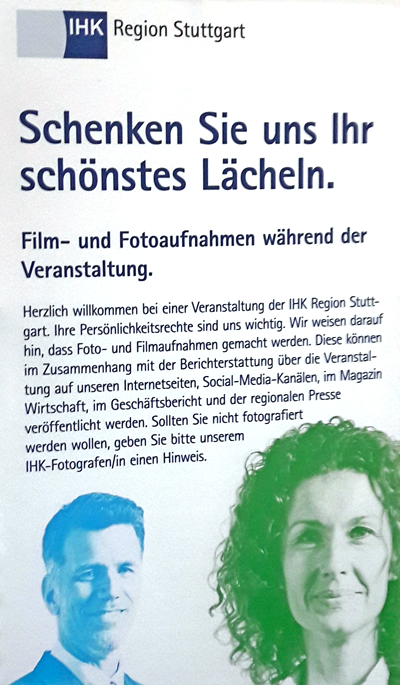 IHK Region Stuttgart
Schenken Sie uns Ihr
schönstes Lächeln.
Film- und Fotoaufnahmen während der
Veranstaltung.
Herzlich willkommen bei einer Veranstaltung der IHK Region Stutt-
gart. Ihre Persönlichkeitsrechte sind uns wichtig. Wir weisen darauf
hin, dass Foto- und Filmaufnahmen gemacht werden. Diese können
im Zusammenhang mit der Berichterstattung über die Veranstal-
tung auf unseren Internetseiten, Social-Media-Kanälen, im Magazin
Wirtschaft, im Geschäftsbericht und der regionalen Presse
veröffentlicht werden. Sollten Sie nicht fotografiert
werden wollen, geben Sie bitte unserem
IHK-Fotografen/in einen Hinweis.